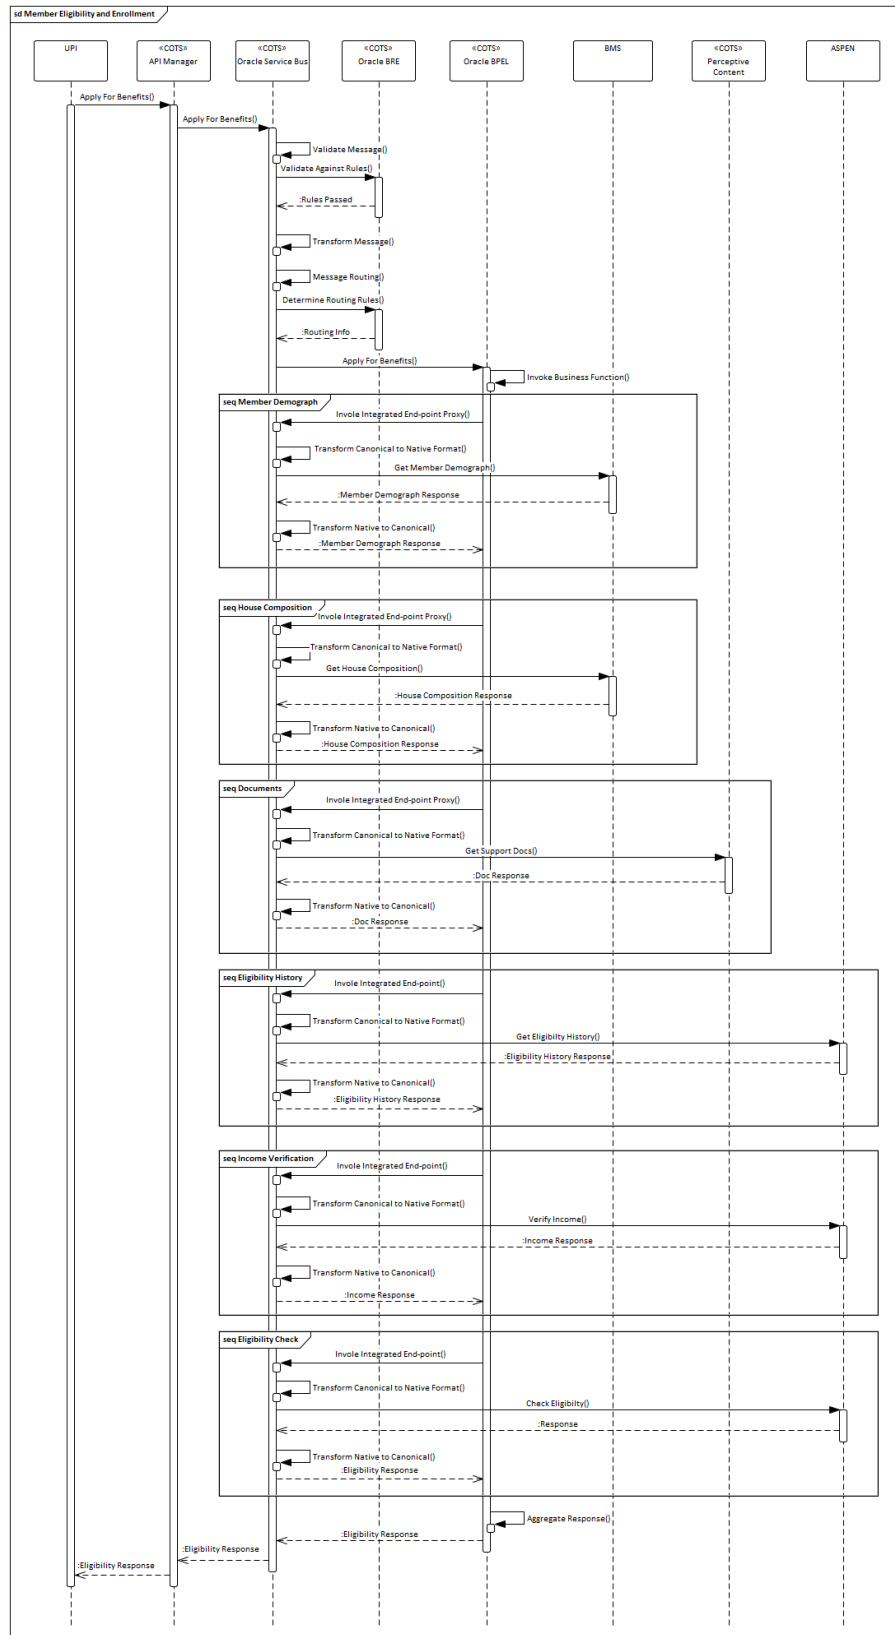 sd Member Eligibility and Enrollment
UPI
«COTS»
API Manager
«COTS»
Oracle Service Bus
«COTS»
Oracle BRE
«COTS»
Oracle BPEL
BMS
«COTS»
Perceptive
Content
ASPEN
Apply For Benefits()
Apply For Benefits()
Validate Message()
Validate Against Rules()
:Rules Passed
Transform Message()
Message Routing()
Determine Routing Rules()
:Routing Info
Apply For Benefits()
Invoke Business Function()
seq Member Demograph
Invole Integrated End-point Proxy()
Transform Canonical to Native Format()
Get Member Demograph()
:Member Demograph Response
Transform Native to Canonical()
:Member Demograph Response
seq House Composition
Invole Integrated End-point Proxy()
Transform Canonical to Native Format()
Get House Composition()
:House Composition Response
Transform Native to Canonical()
:House Composition Response
seq Documents
Invole Integrated End-point Proxy()
Transform Canonical to Native Format()
Get Support Docs()
:Doc Response
Transform Native to Canonical()
:Doc Response
seq Eligibility History
Invole Integrated End-point()
Transform Canonical to Native Format()
Get Eligibilty History()
:Eligibility History Response
Transform Native to Canonical()
:Eligibility History Response
seq Income Verification
Invole Integrated End-point()
Transform Canonical to Native Format()
Verify Income()
:Income Response
Transform Native to Canonical()
:Income Response
seq Eligibility Check
Invole Integrated End-point()
Transform Canonical to Native Format()
Check Eligibilty()
:Response
Transform Native to Canonical()
:Eligibility Response
Aggregate Response()
:Eligibility Response
:Eligibility Response
:Eligibility Response